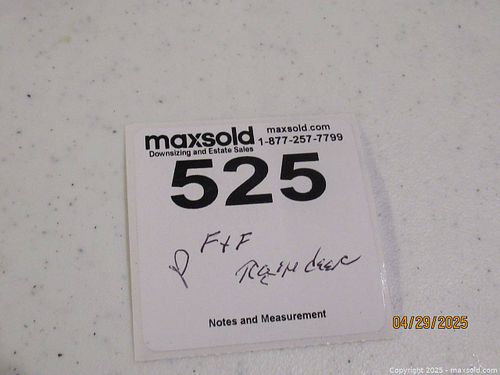 maxsold
maxsold.com
1-877-257-7799
Downsizing and Estate Sales
525
P F+F
Raindeer
Notes and Measurement
04/29/2025
Copyright 2025 - maxsold.com